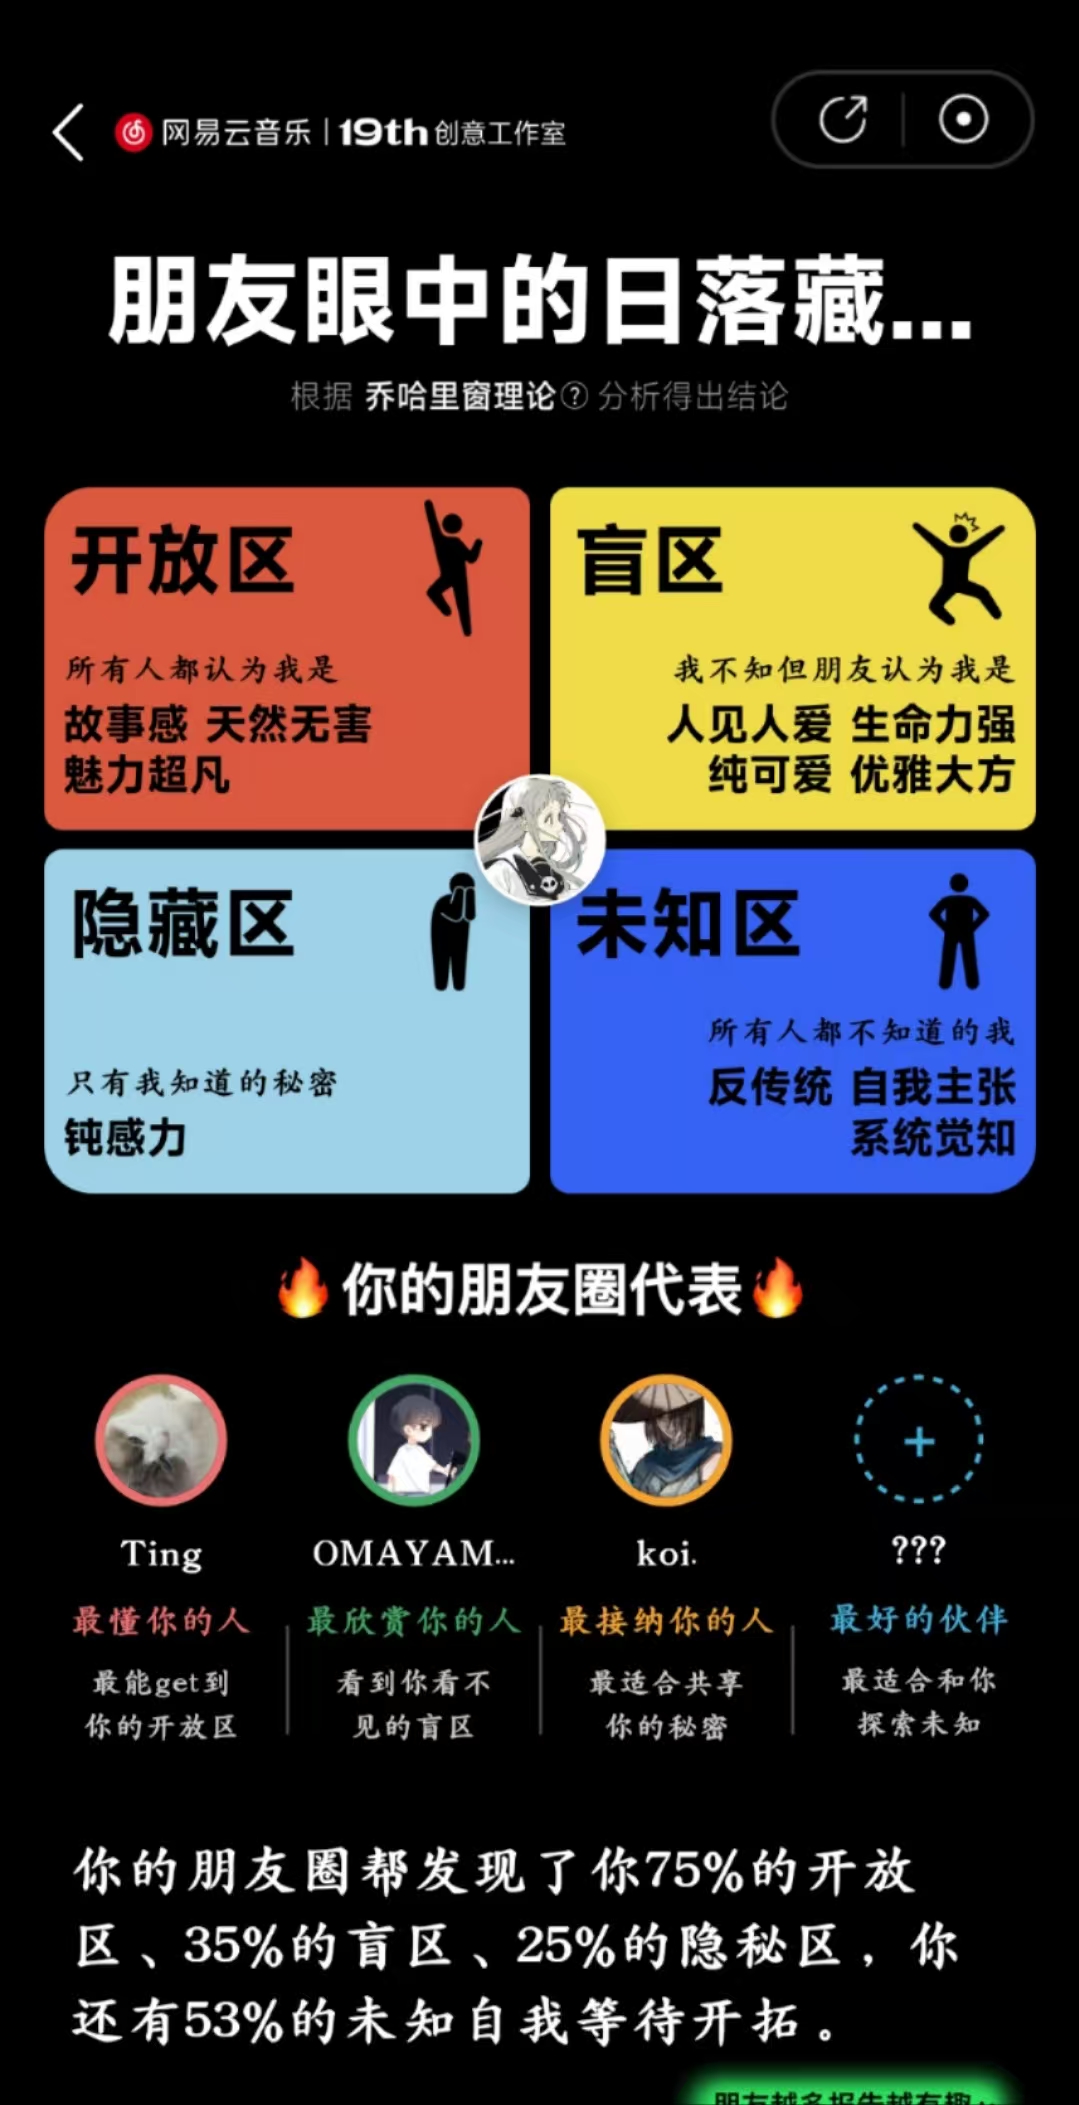 网易云音乐 | 19th 创意工作室
朋友眼中的日落藏...
根据 乔哈里窗理论? 分析得出结论
开放区
所有人都认为我是
故事感 天然无害
魅力超凡
盲区
我不知但朋友认为我是
人见人爱 生命力强
纯可爱 优雅大方
隐藏区
只有我知道的秘密
钝感力
未知区
所有人都不知道的我
反传统 自我主张
系统觉知
🔥你的朋友圈代表🔥
Ting
最懂你的人
最能get到
你的开放区
OMAYAM...
最欣赏你的人
看到你看不
见的盲区
koi.
最接纳你的人
最适合共享
你的秘密
???
最好的伙伴
最适合和你
探索未知
你的朋友圈帮发现了你75%的开放
区、35%的盲区、25%的隐秘区，你
还有53%的未知自我等待开拓。
朋友越多报告越有趣